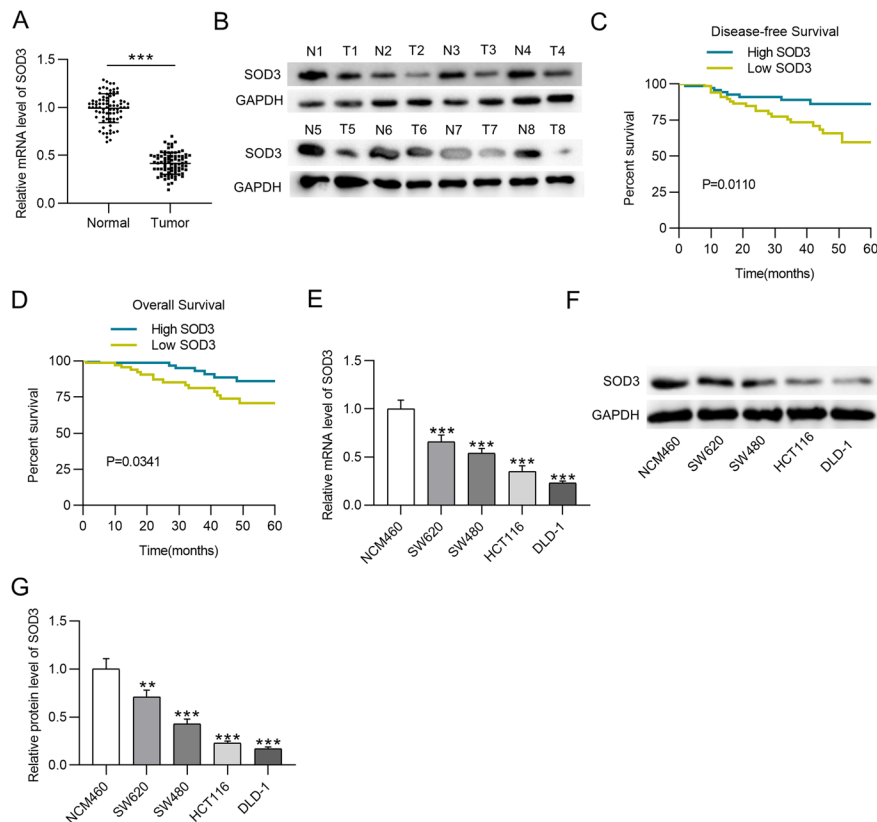 A
Relative mRNA level of SOD3
1.5
1.0
0.5
0.0
***
Normal Tumor
B
N1 T1 N2 T2 N3 T3 N4 T4
SOD3
GAPDH
N5 T5 N6 T6 N7 T7 N8 T8
SOD3
GAPDH
C
Disease-free Survival
High SOD3
Low SOD3
Percent survival
100
75
50
25
0
P=0.0110
0 10 20 30 40 50 60
Time(months)
D
Overall Survival
High SOD3
Low SOD3
Percent survival
100
75
50
25
0
P=0.0341
0 10 20 30 40 50 60
Time(months)
E
Relative mRNA level of SOD3
1.5
1.0
0.5
0.0
*** *** *** ***
NCM460 SW620 SW480 HCT116 DLD-1
F
SOD3
GAPDH
NCM460 SW620 SW480 HCT116 DLD-1
G
Relative protein level of SOD3
1.5
1.0
0.5
0.0
** *** *** ***
NCM460 SW620 SW480 HCT116 DLD-1